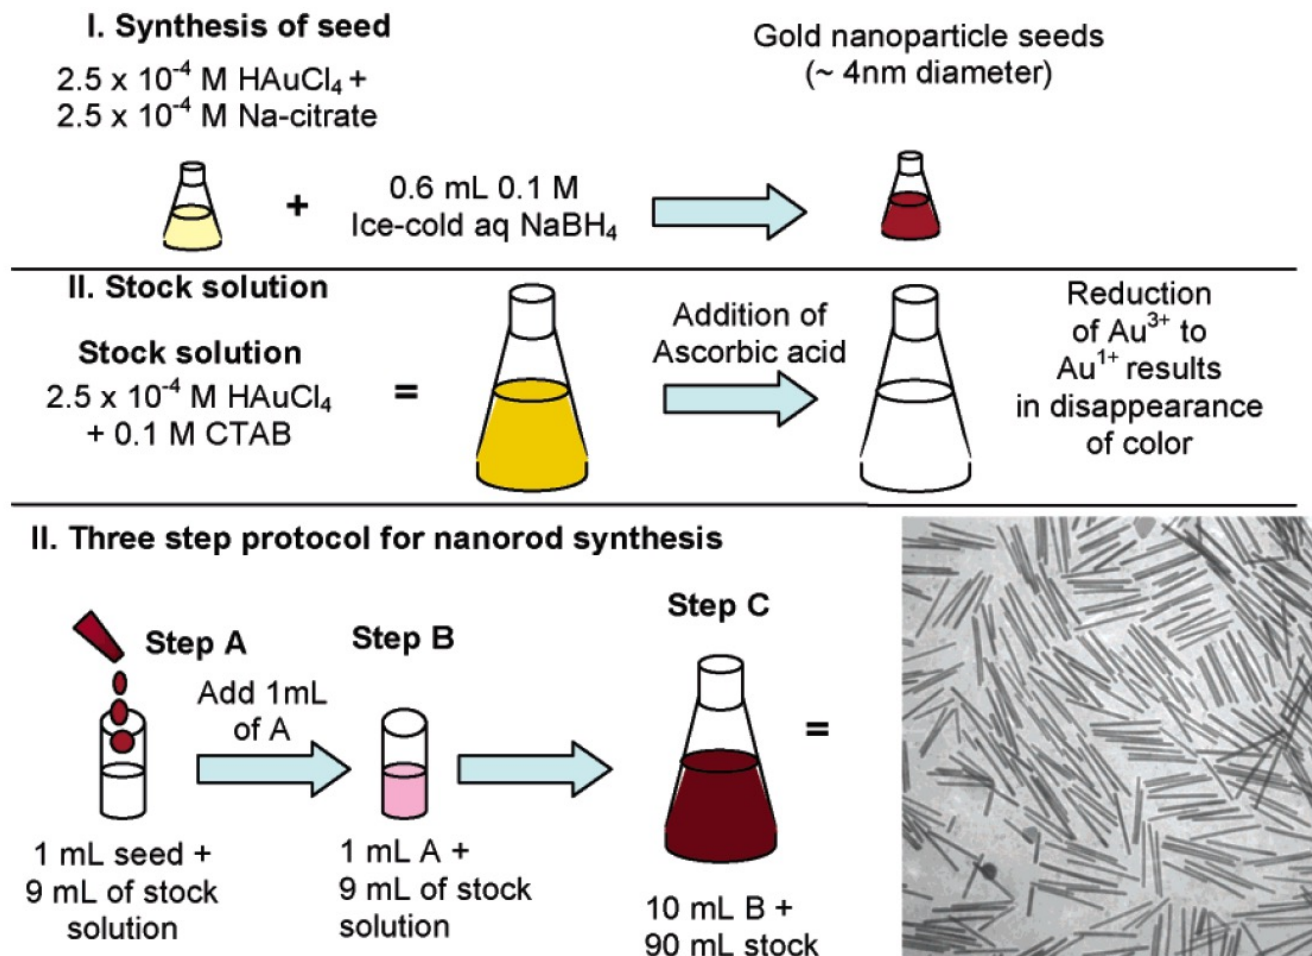 I. Synthesis of seed
2.5 x 10⁻⁴ M HAuCl₄ +
2.5 x 10⁻⁴ M Na-citrate
+
0.6 mL 0.1 M
Ice-cold aq NaBH₄
Gold nanoparticle seeds
(~ 4nm diameter)
II. Stock solution
Stock solution
2.5 x 10⁻⁴ M HAuCl₄
+ 0.1 M CTAB
=
Addition of
Ascorbic acid
Reduction
of Au³⁺ to
Au¹⁺ results
in disappearance
of color
II. Three step protocol for nanorod synthesis
Step A
1 mL seed +
9 mL of stock
solution
Add 1mL
of A
Step B
1 mL A +
9 mL of stock
solution
Step C
10 mL B +
90 mL stock
=